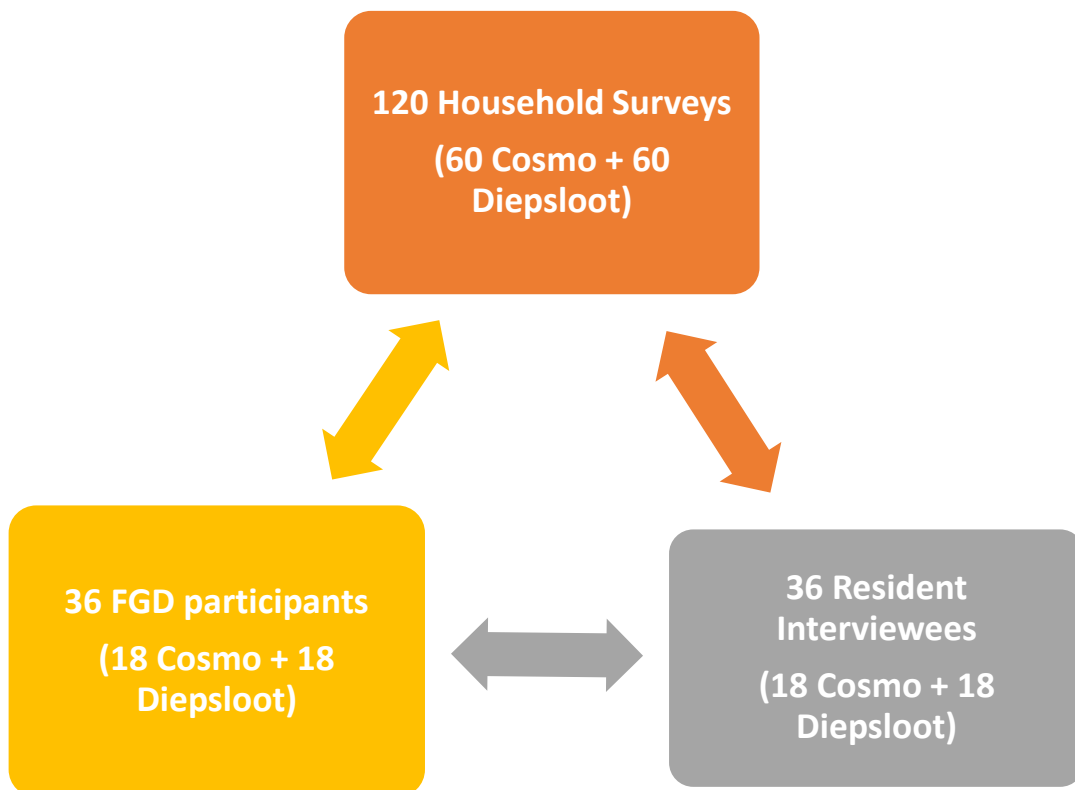 120 Household Surveys
(60 Cosmo + 60
Diepsloot)
36 FGD participants
(18 Cosmo + 18
Diepsloot)
36 Resident
Interviewees
(18 Cosmo + 18
Diepsloot)